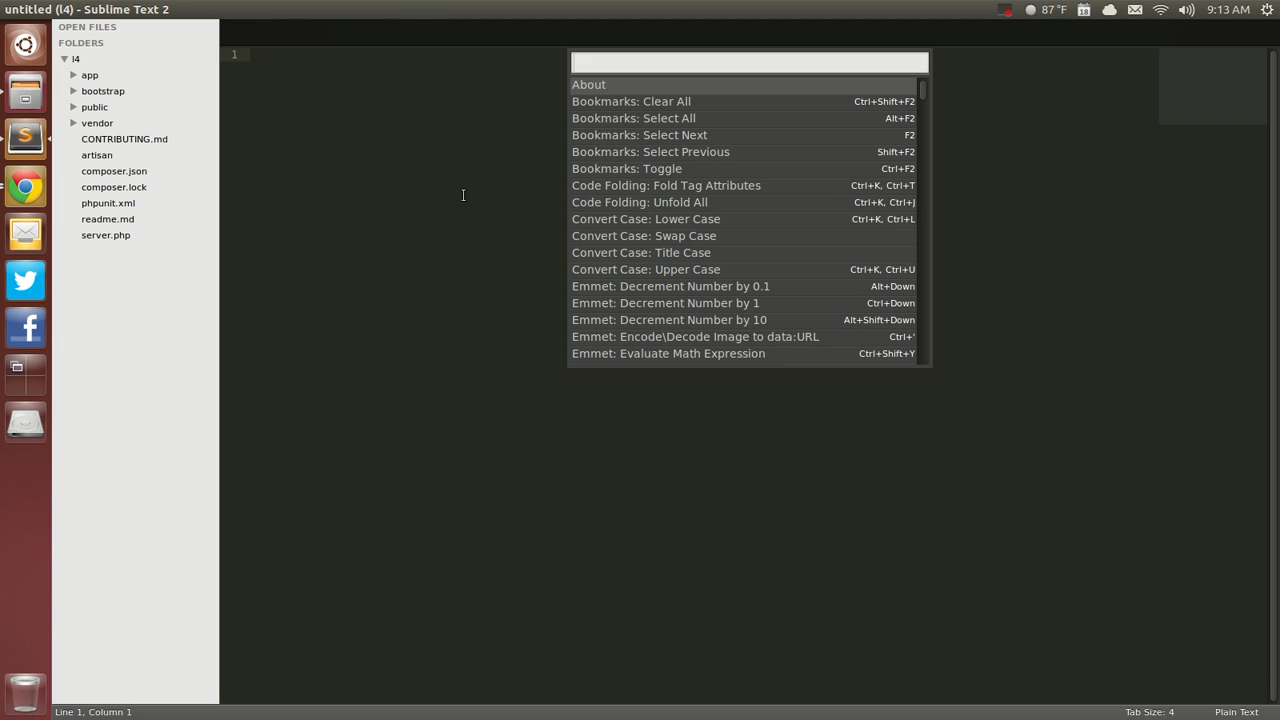 untitled (l4) - Sublime Text 2
87°F
18
9:13 AM
OPEN FILES
FOLDERS
l4
app
bootstrap
public
vendor
CONTRIBUTING.md
artisan
composer.json
composer.lock
phpunit.xml
readme.md
server.php
1
About
Bookmarks: Clear All Ctrl+Shift+F2
Bookmarks: Select All Alt+F2
Bookmarks: Select Next F2
Bookmarks: Select Previous Shift+F2
Bookmarks: Toggle Ctrl+F2
Code Folding: Fold Tag Attributes Ctrl+K, Ctrl+T
Code Folding: Unfold All Ctrl+K, Ctrl+J
Convert Case: Lower Case Ctrl+K, Ctrl+L
Convert Case: Swap Case
Convert Case: Title Case
Convert Case: Upper Case Ctrl+K, Ctrl+U
Emmet: Decrement Number by 0.1 Alt+Down
Emmet: Decrement Number by 1 Ctrl+Down
Emmet: Decrement Number by 10 Alt+Shift+Down
Emmet: Encode\Decode Image to data:URL Ctrl+'
Emmet: Evaluate Math Expression Ctrl+Shift+Y
Line 1, Column 1
Tab Size: 4
Plain Text